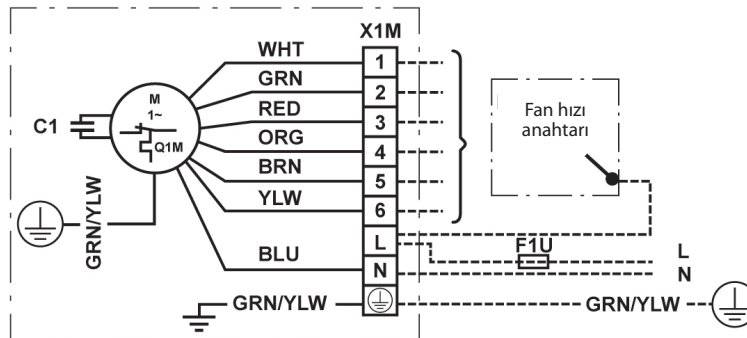 X1M
WHT
1
GRN
2
M
1~
RED
3
Fan hızı
anahtarı
C1
Q1M
ORG
4
BRN
5
YLW
6
GRN/YLW
L
F1U
L
BLU
N
N
GRN/YLW
GRN/YLW